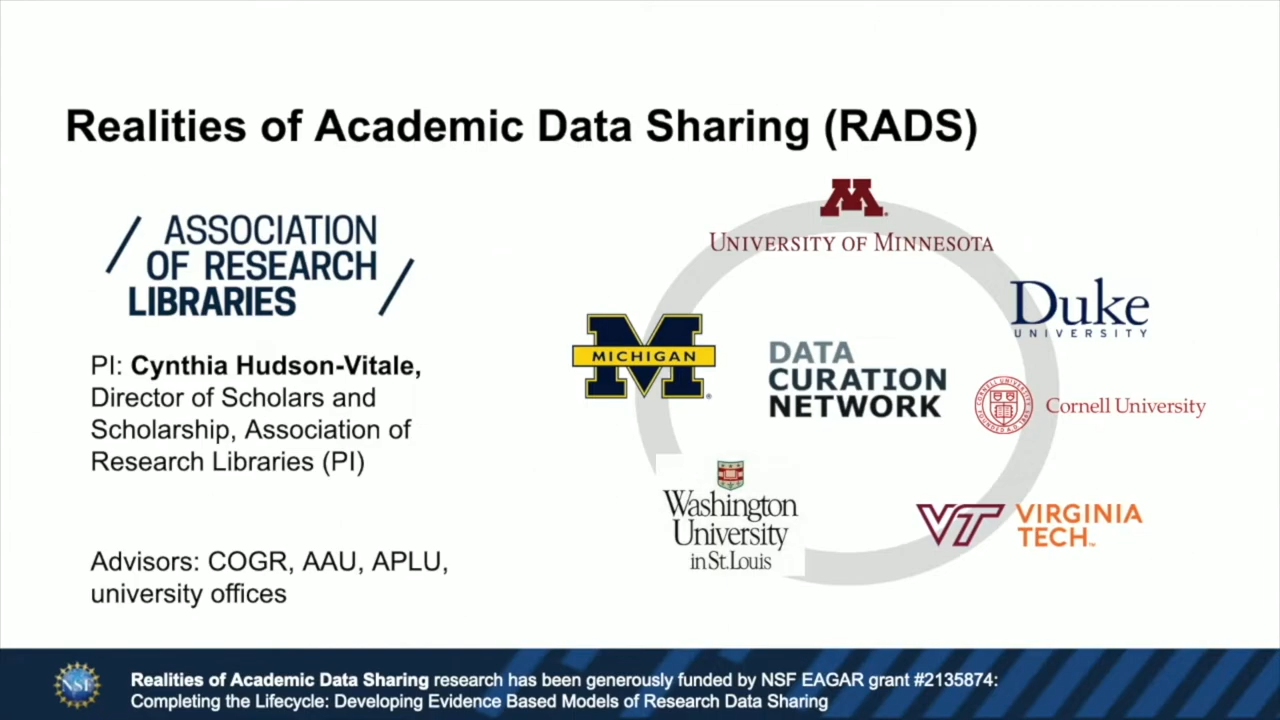 Realities of Academic Data Sharing (RADS)
ASSOCIATION
OF RESEARCH
LIBRARIES
PI: Cynthia Hudson-Vitale,
Director of Scholars and
Scholarship, Association of
Research Libraries (PI)
Advisors: COGR, AAU, APLU,
university offices
M
UNIVERSITY OF MINNESOTA
Duke
UNIVERSITY
M
MICHIGAN
DATA
CURATION
NETWORK
Cornell University
Washington
University
in St. Louis
VT
VIRGINIA
TECH™
NSF
Realities of Academic Data Sharing research has been generously funded by NSF EAGAR grant #2135874:
Completing the Lifecycle: Developing Evidence Based Models of Research Data Sharing